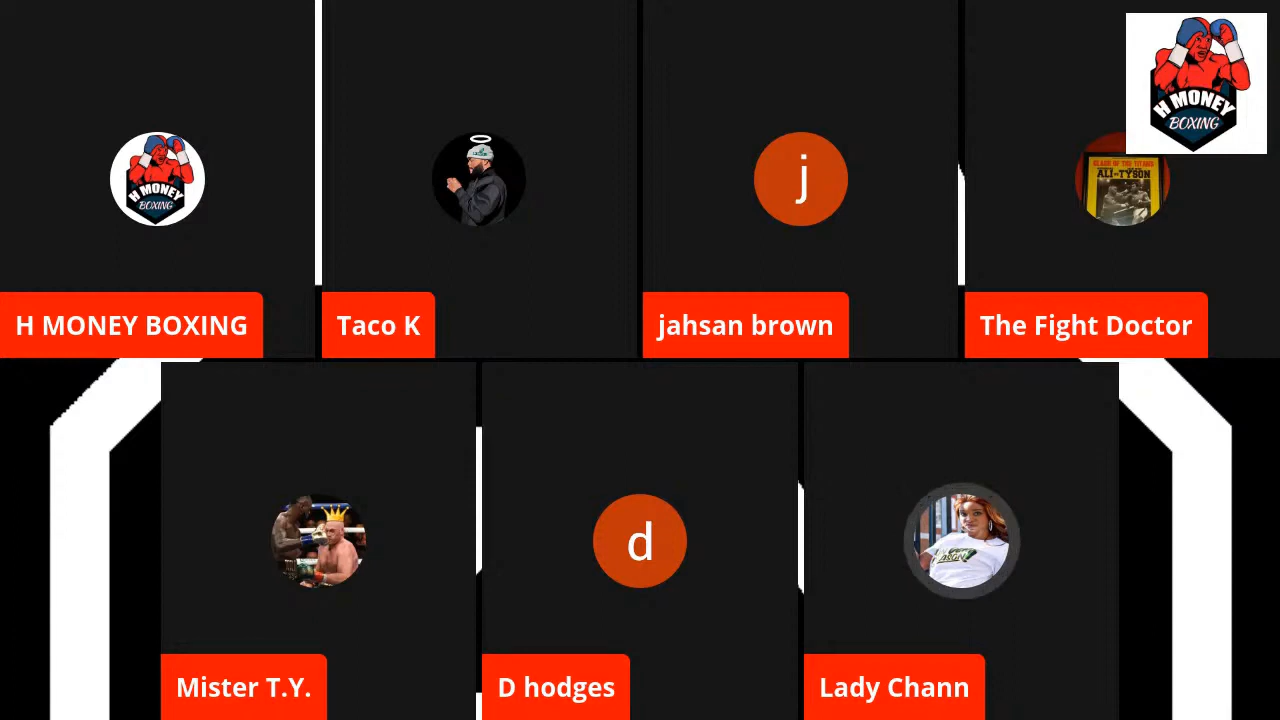 H MONEY
BOXING
H MONEY
BOXING
j
CLASH OF THE TITANS
ALI vs TYSON
H MONEY BOXING
Taco K
jahsan brown
The Fight Doctor
d
Mister T.Y.
D hodges
Lady Chann